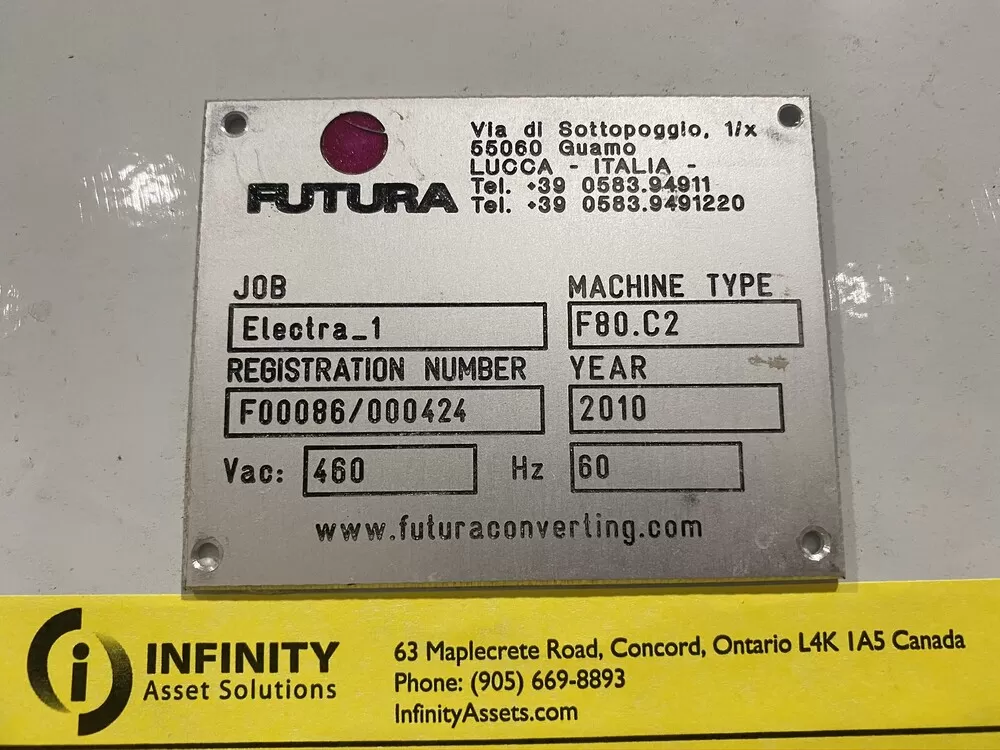 FUTURA
Via di Sottopoggio, 1/x
55060 Guamo
LUCCA - ITALIA -
Tel. +39 0583.94911
Tel. +39 0583.9491220
JOB
Electra_1
MACHINE TYPE
F80.C2
REGISTRATION NUMBER
F00086/000424
YEAR
2010
Vac: 460 Hz 60
www.futuraconverting.com
i INFINITY
Asset Solutions
63 Maplecrete Road, Concord, Ontario L4K 1A5 Canada
Phone: (905) 669-8893
InfinityAssets.com